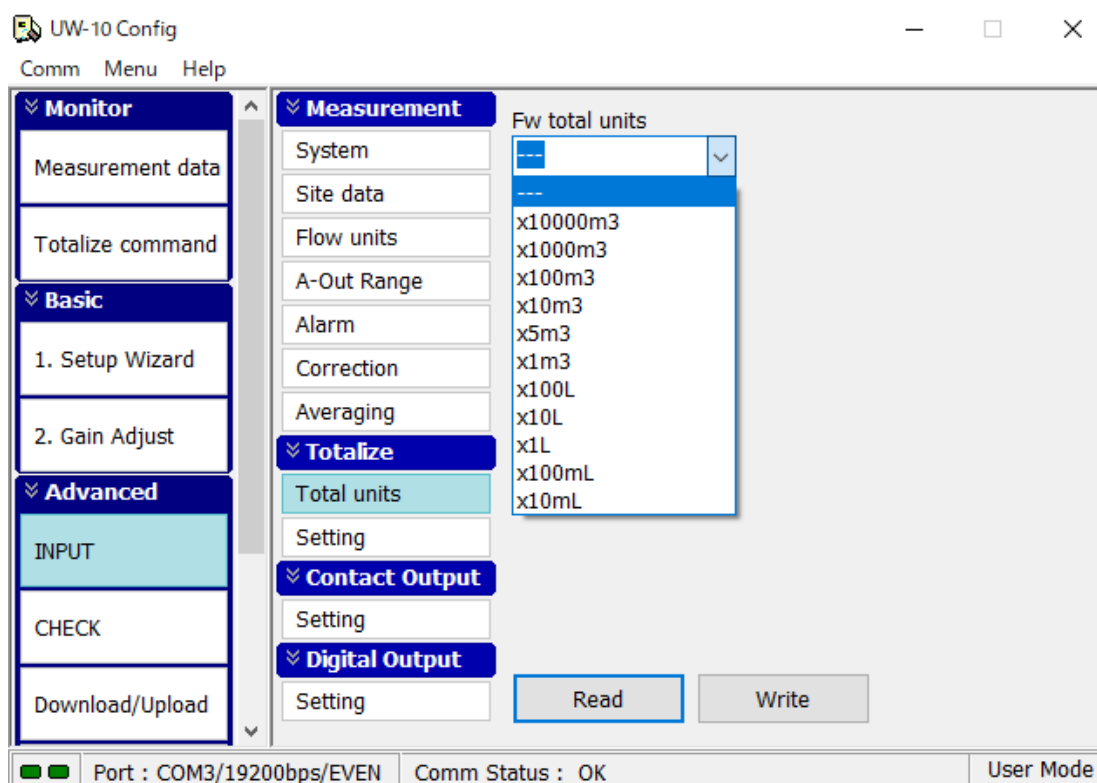 UW-10 Config
Comm Menu Help
Monitor
Measurement data
Totalize command
Basic
1. Setup Wizard
2. Gain Adjust
Advanced
INPUT
CHECK
Download/Upload
Measurement
System
Site data
Flow units
A-Out Range
Alarm
Correction
Averaging
Totalize
Total units
Setting
Contact Output
Setting
Digital Output
Setting
Fw total units
---
---
x10000m3
x1000m3
x100m3
x10m3
x5m3
x1m3
x100L
x10L
x1L
x100mL
x10mL
Read Write
Port : COM3/19200bps/EVEN Comm Status : OK User Mode